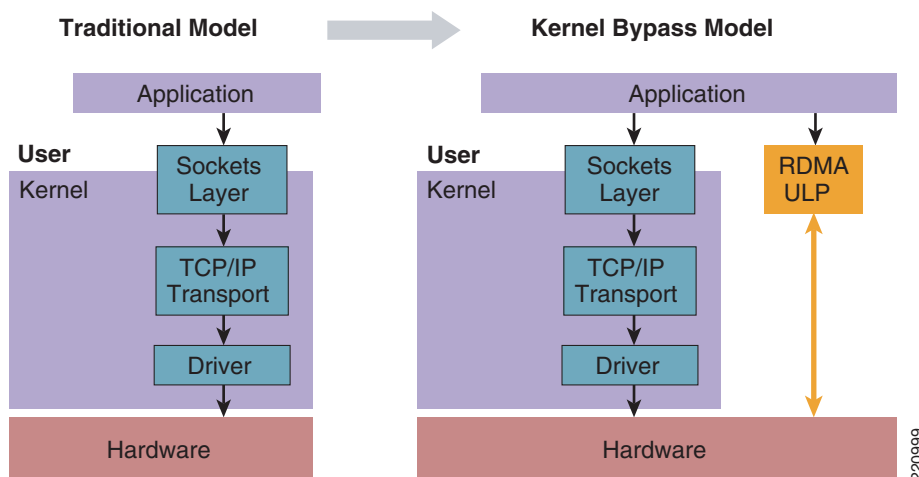 Traditional Model
Kernel Bypass Model
Application
User
Kernel
Sockets
Layer
TCP/IP
Transport
Driver
Hardware
Application
User
Kernel
Sockets
Layer
RDMA
ULP
TCP/IP
Transport
Driver
Hardware
220999